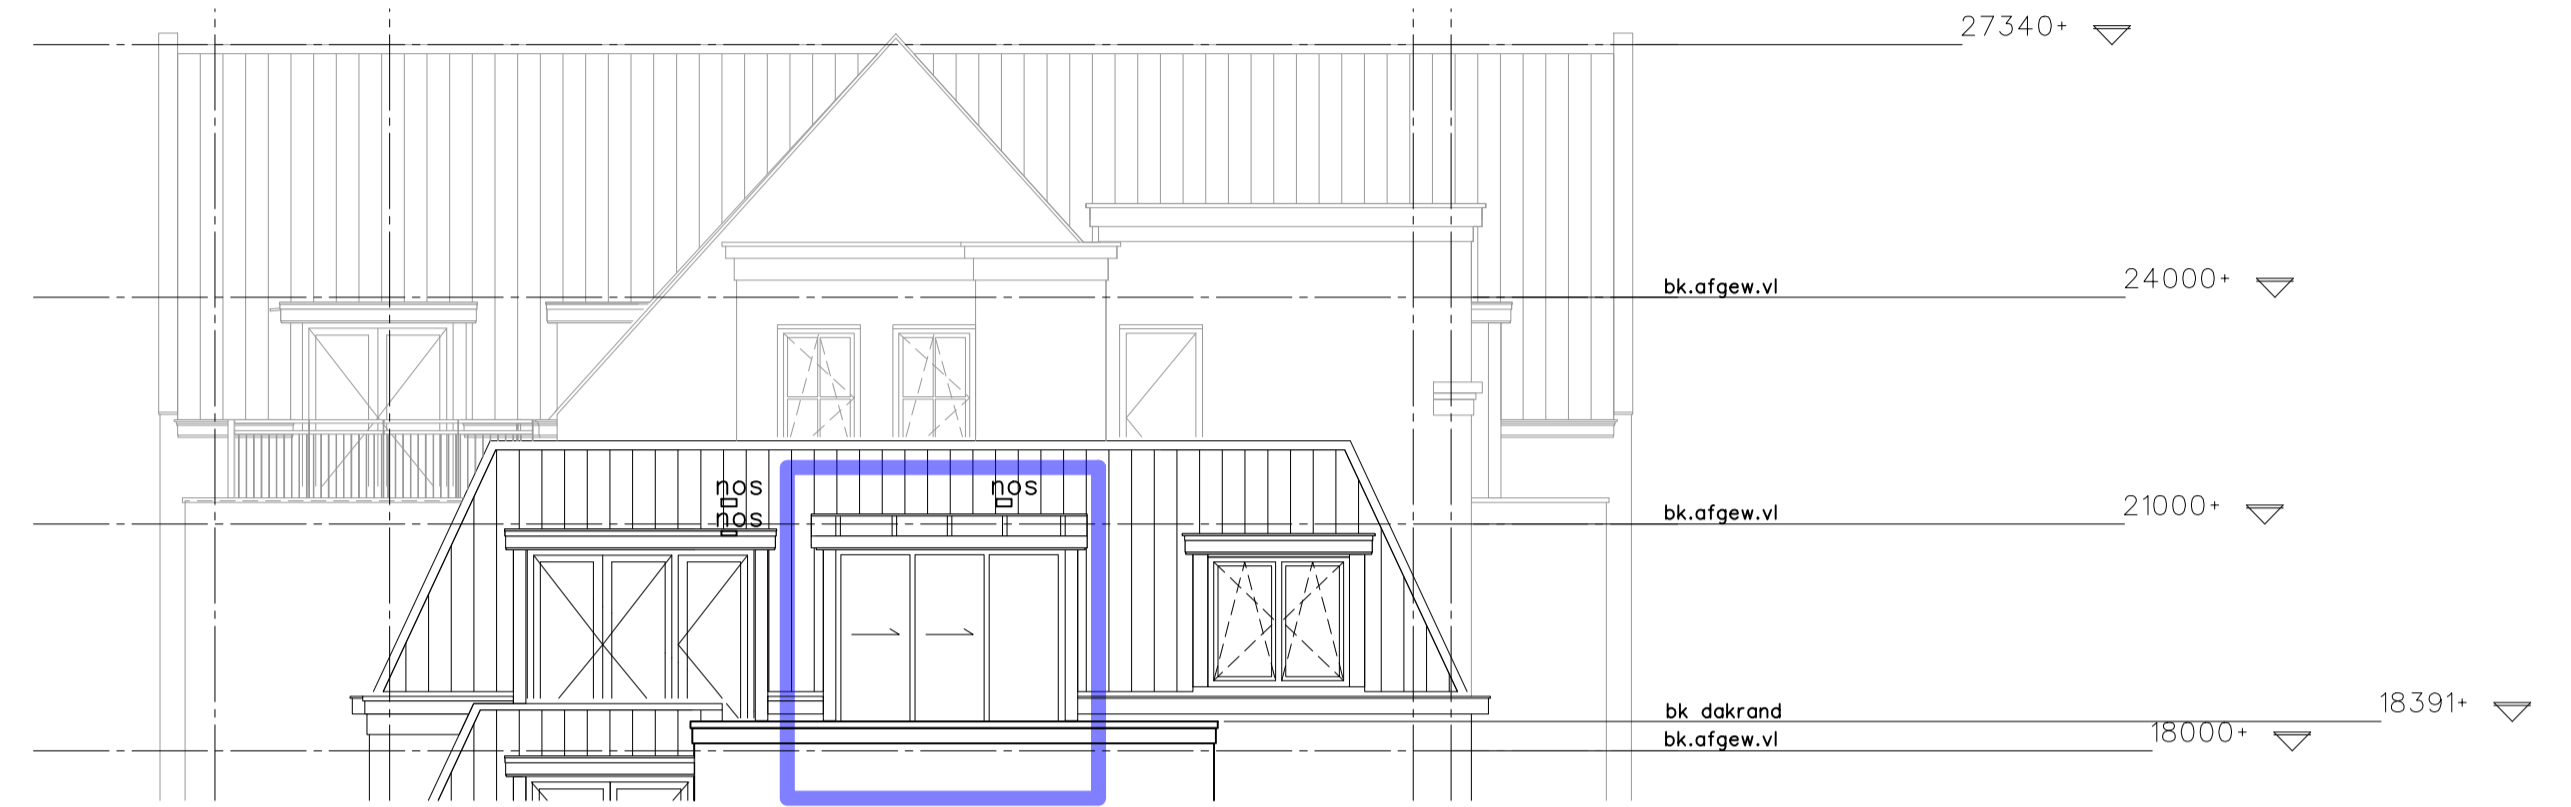 27340+
bk.afgew.vl 24000+
nos nos
nos
bk.afgew.vl 21000+
bk dakrand 18391+
bk.afgew.vl 18000+